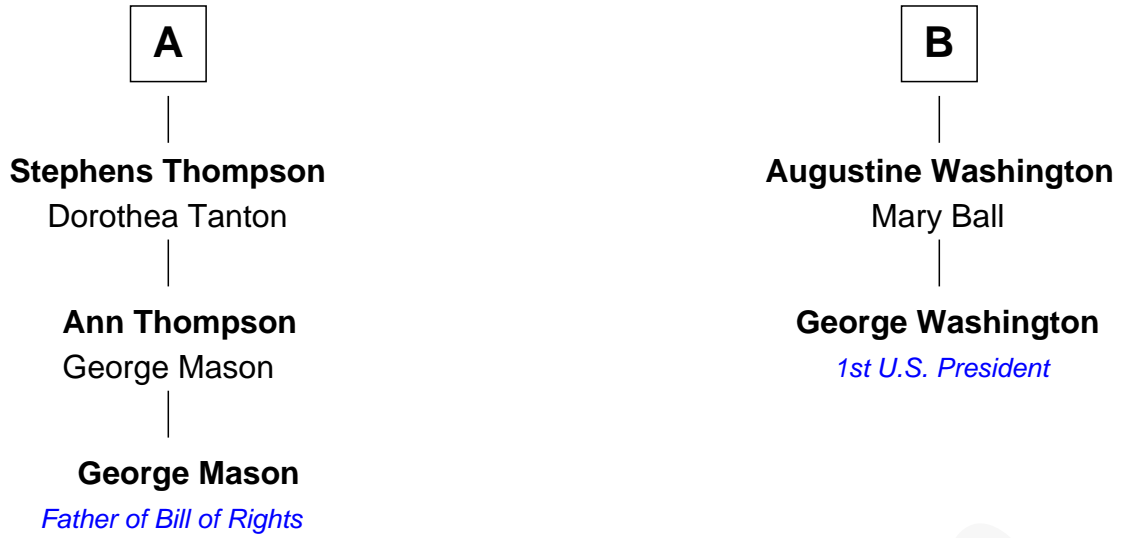 A
Stephens Thompson
Dorothea Tanton
Ann Thompson
George Mason
George Mason
Father of Bill of Rights
B
Augustine Washington
Mary Ball
George Washington
1st U.S. President